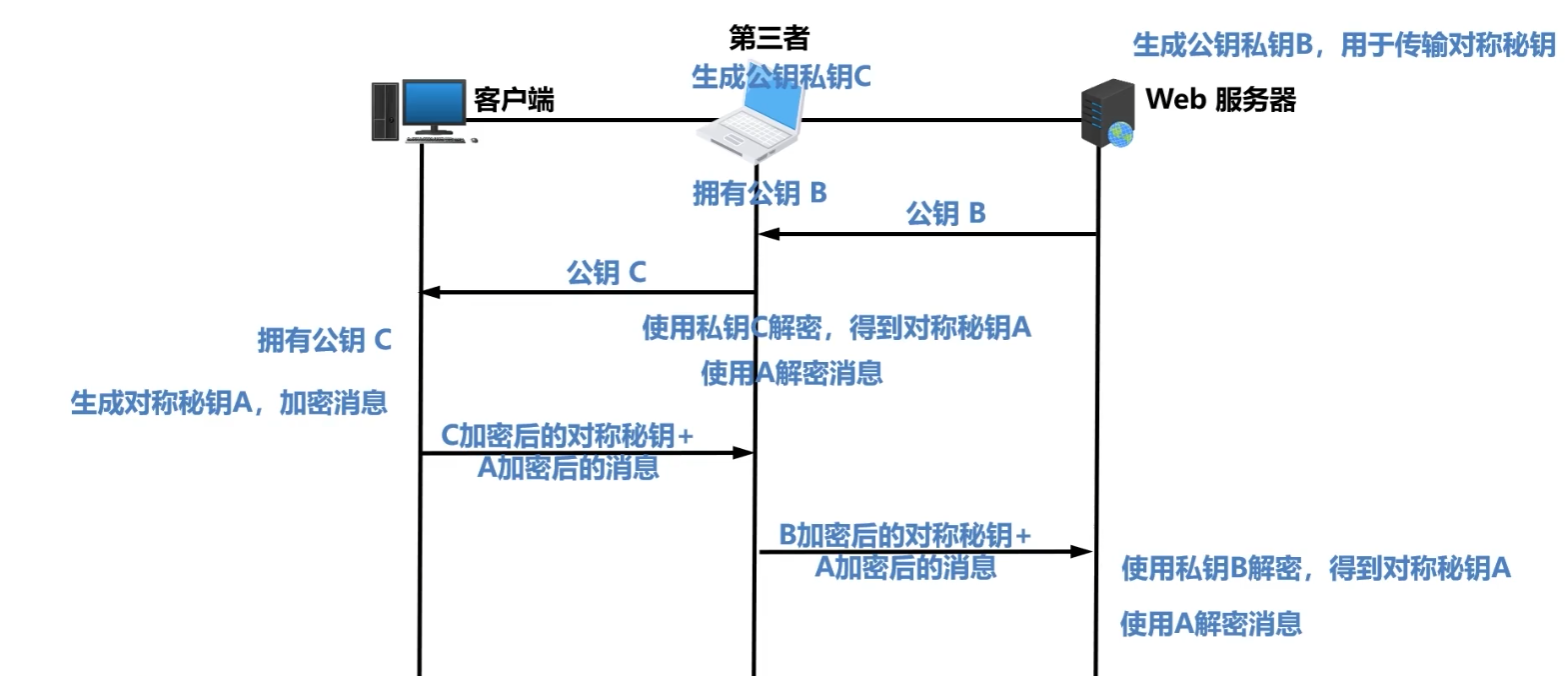 第三者
生成公钥私钥B，用于传输对称秘钥
生成公钥私钥C
客户端
Web 服务器
拥有公钥 B
公钥 B
公钥 C
使用私钥C解密，得到对称秘钥A
拥有公钥 C
使用A解密消息
生成对称秘钥A，加密消息
C加密后的对称秘钥+
A加密后的消息
B加密后的对称秘钥+
A加密后的消息
使用私钥B解密，得到对称秘钥A
使用A解密消息